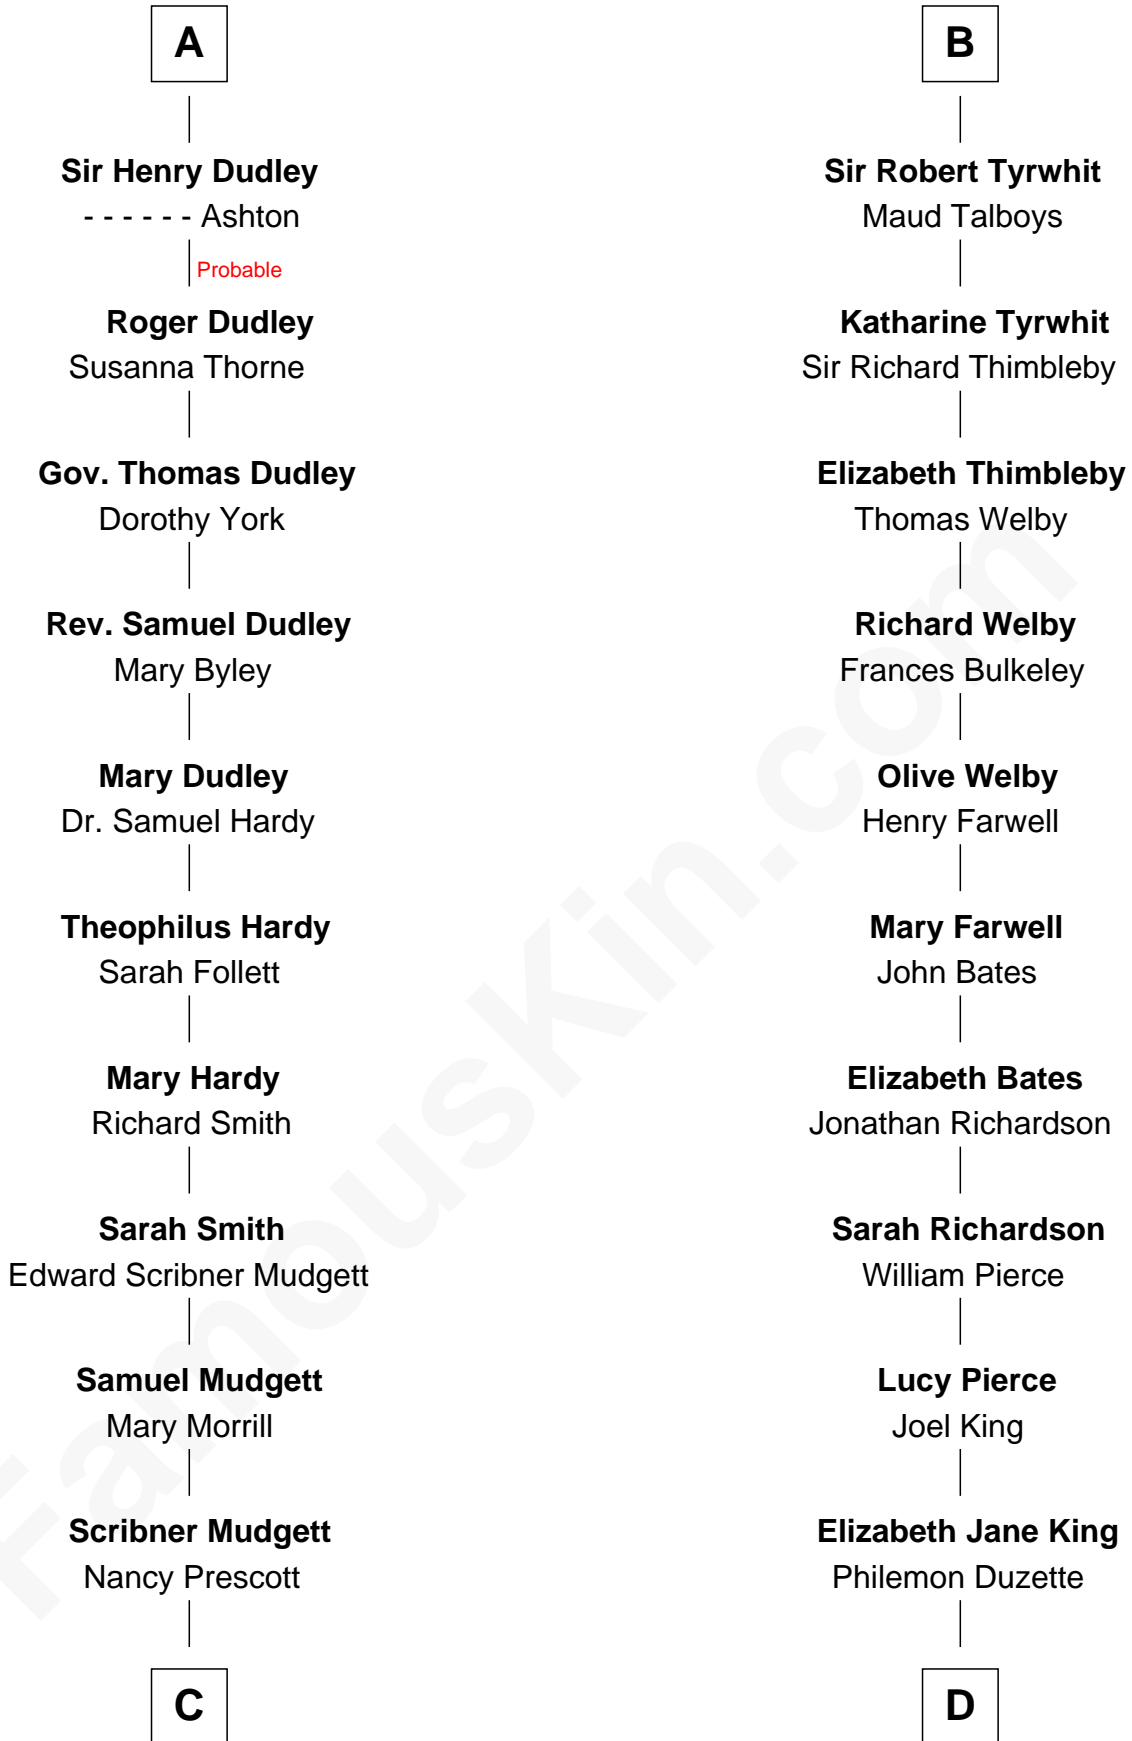 A
Sir Henry Dudley
- - - - - - Ashton
Probable
Roger Dudley
Susanna Thorne
Gov. Thomas Dudley
Dorothy York
Rev. Samuel Dudley
Mary Byley
Mary Dudley
Dr. Samuel Hardy
Theophilus Hardy
Sarah Follett
Mary Hardy
Richard Smith
Sarah Smith
Edward Scribner Mudgett
Samuel Mudgett
Mary Morrill
Scribner Mudgett
Nancy Prescott
C
B
Sir Robert Tyrwhit
Maud Talboys
Katharine Tyrwhit
Sir Richard Thimbleby
Elizabeth Thimbleby
Thomas Welby
Richard Welby
Frances Bulkeley
Olive Welby
Henry Farwell
Mary Farwell
John Bates
Elizabeth Bates
Jonathan Richardson
Sarah Richardson
William Pierce
Lucy Pierce
Joel King
Elizabeth Jane King
Philemon Duzette
D
FamousKin.com